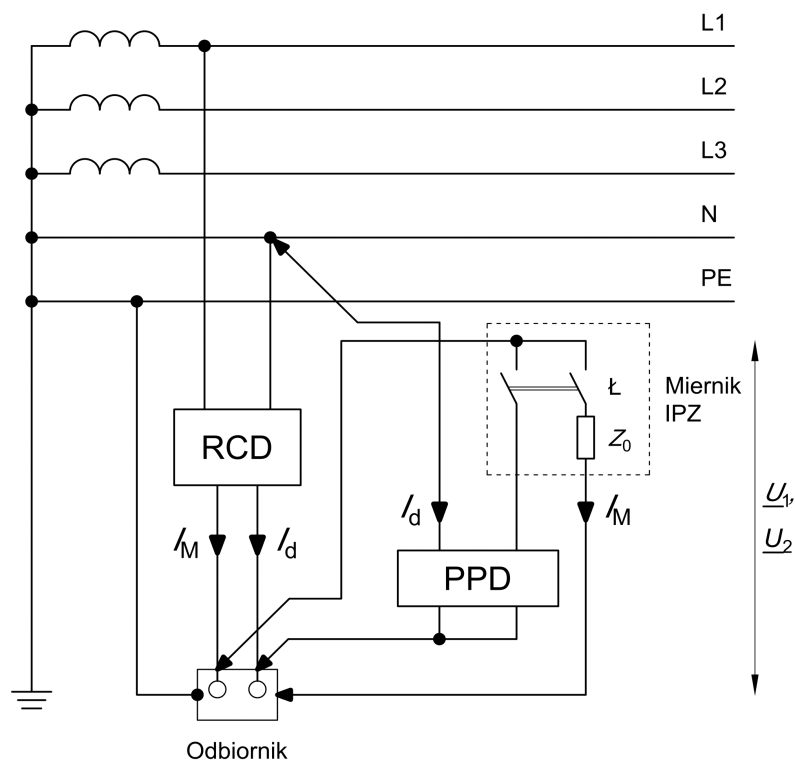 L1
L2
L3
N
PE
Ł
Miernik
IPZ
Z0
RCD
IM
Id
Id
IM
U1,
U2
PPD
Odbiornik